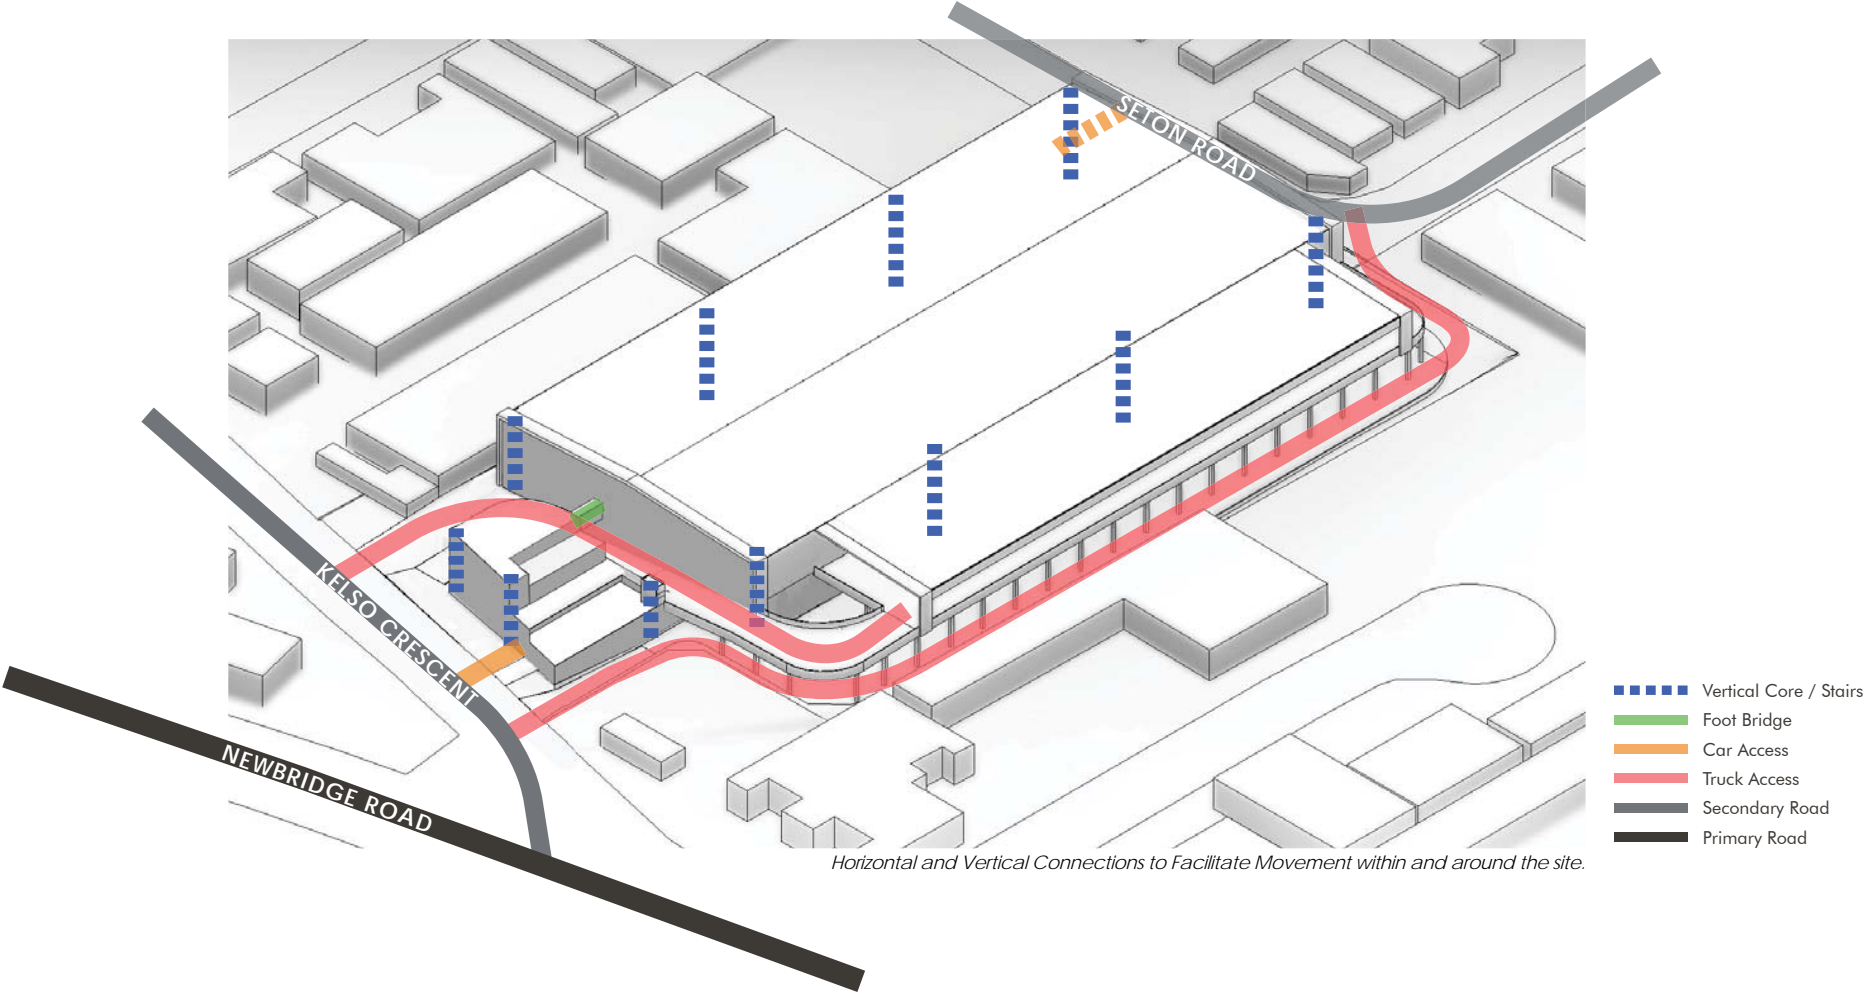 SETON ROAD
KELSO CRESCENT
NEWBRIDGE ROAD
Vertical Core / Stairs
Foot Bridge
Car Access
Truck Access
Secondary Road
Primary Road
Horizontal and Vertical Connections to Facilitate Movement within and around the site.